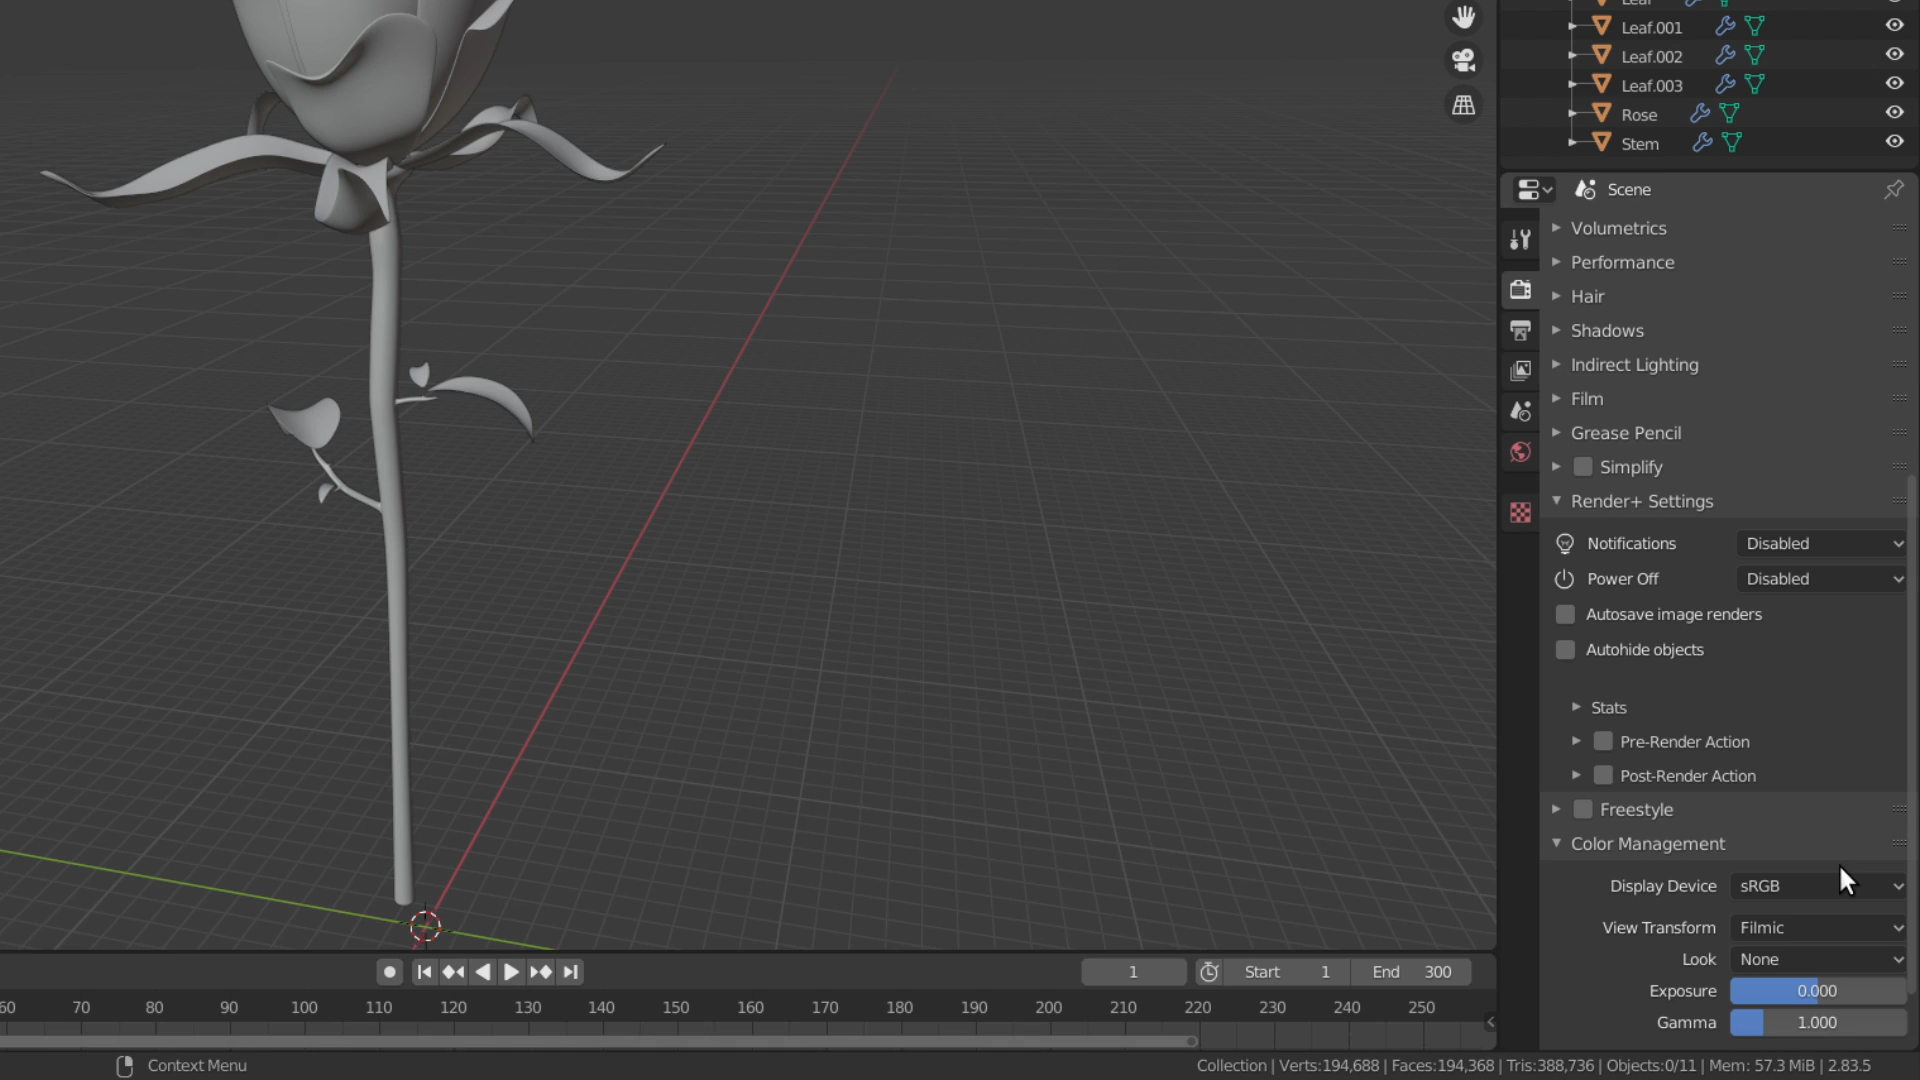 Leaf
Leaf.001
Leaf.002
Leaf.003
Rose
Stem
Scene
Volumetrics
Performance
Hair
Shadows
Indirect Lighting
Film
Grease Pencil
Simplify
Render+ Settings
Notifications Disabled
Power Off Disabled
Autosave image renders
Autohide objects
Stats
Pre-Render Action
Post-Render Action
Freestyle
Color Management
Display Device sRGB
View Transform Filmic
Look None
Exposure 0.000
Gamma 1.000
1 Start 1 End 300
60 70 80 90 100 110 120 130 140 150 160 170 180 190 200 210 220 230 240 250
Context Menu
Collection | Verts:194,688 | Faces:194,368 | Tris:388,736 | Objects:0/11 | Mem: 57.3 MiB | 2.83.5